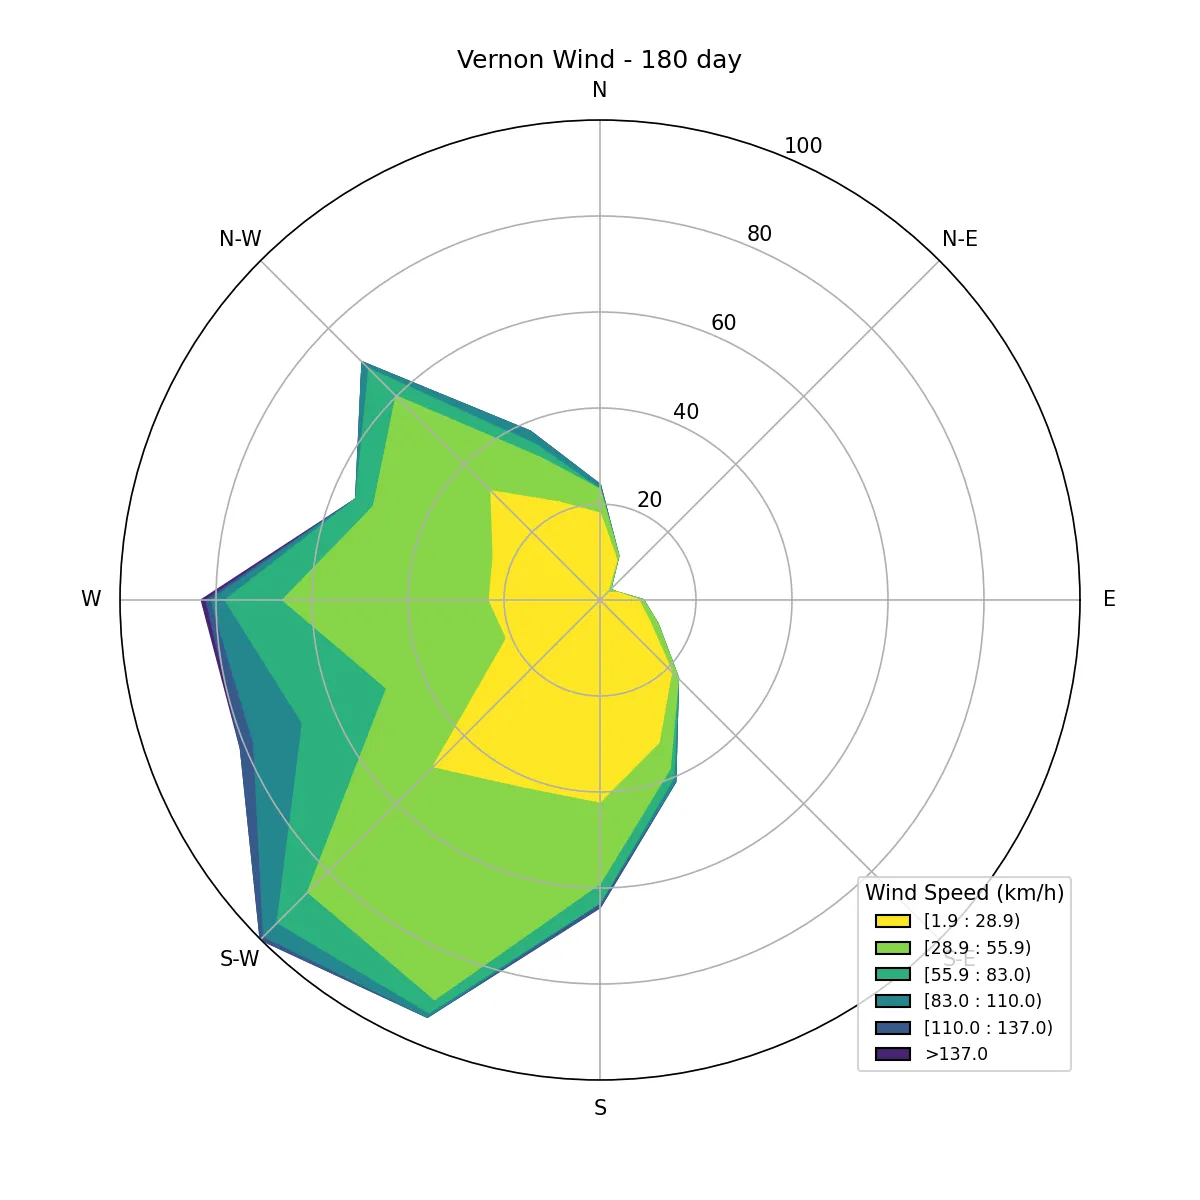 Vernon Wind - 180 day
N
100
N-W
80
N-E
60
40
20
W
E
S-W
S-E
S
Wind Speed (km/h)
[1.9 : 28.9)
[28.9 : 55.9)
[55.9 : 83.0)
[83.0 : 110.0)
[110.0 : 137.0)
>137.0